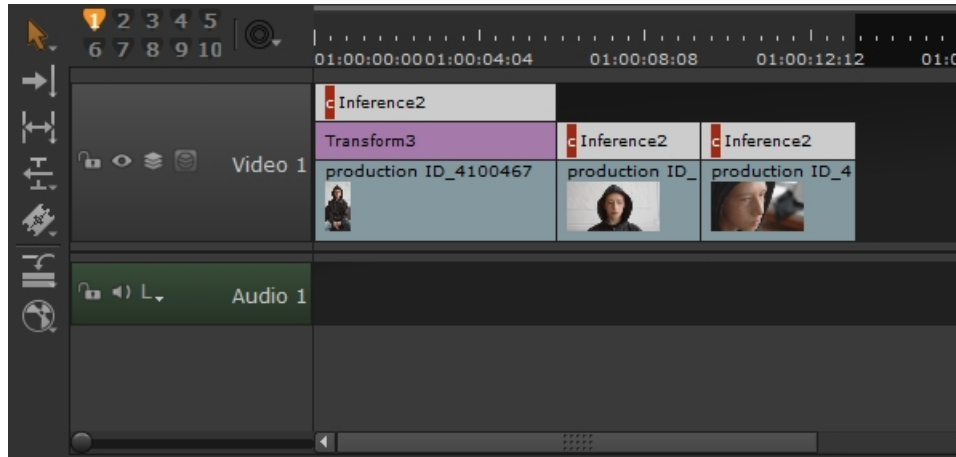 1 2 3 4 5
6 7 8 9 10
01:00:00:00 01:00:04:04 01:00:08:08 01:00:12:12 01:0
c Inference2
Transform3 c Inference2 c Inference2
Video 1 production ID_4100467 production ID_ production ID_4
L Audio 1